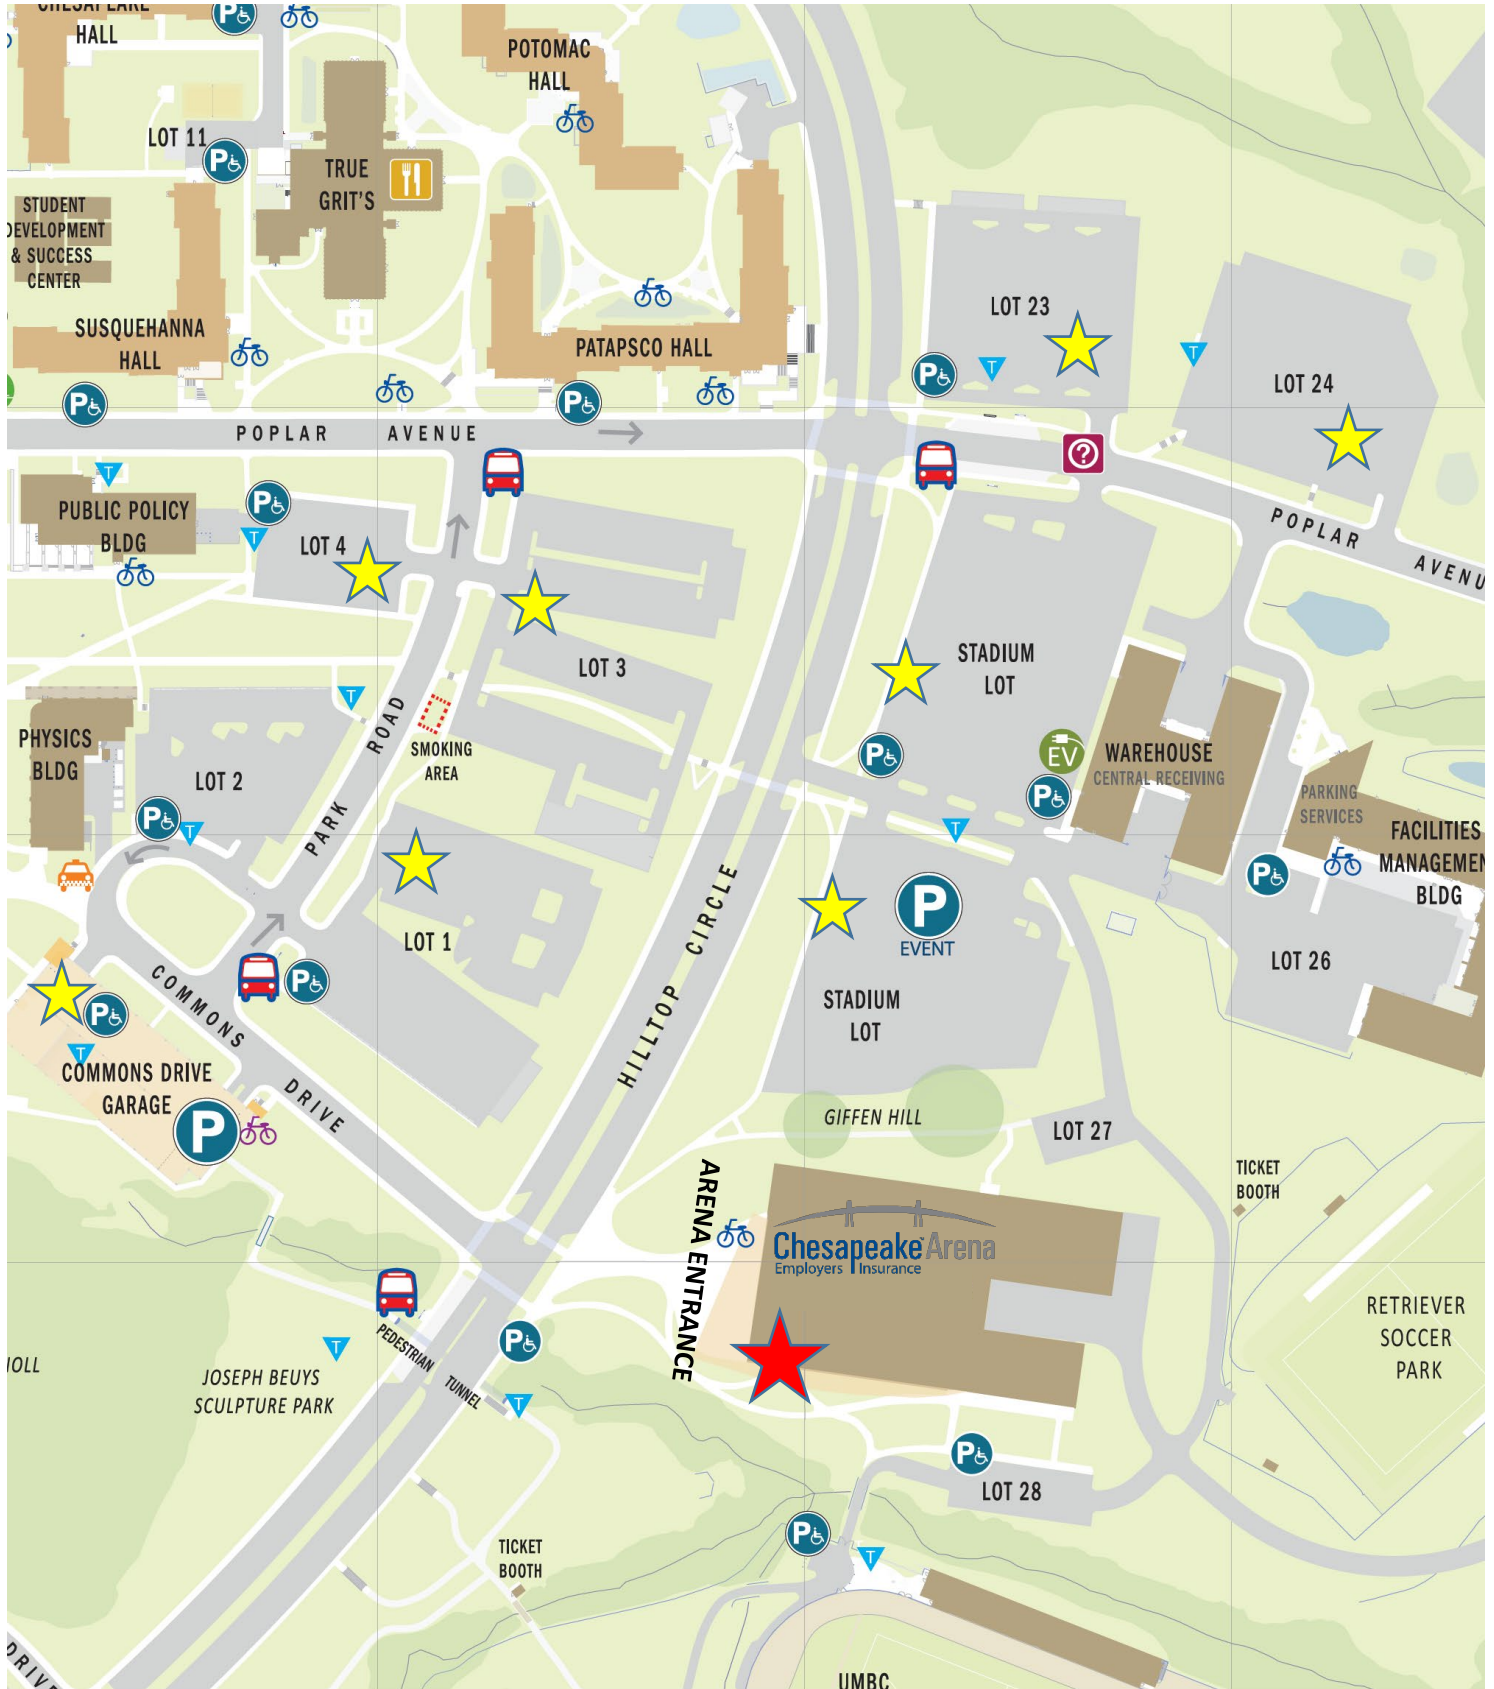 CHESAPEAKE
HALL
POTOMAC
HALL
LOT 11
TRUE
GRIT'S
STUDENT
DEVELOPMENT
& SUCCESS
CENTER
SUSQUEHANNA
HALL
PATAPSCO HALL
LOT 23
LOT 24
POPLAR AVENUE
PUBLIC POLICY
BLDG
LOT 4
LOT 3
POPLAR AVENU
STADIUM
LOT
PHYSICS
BLDG
LOT 2
PARK ROAD
SMOKING
AREA
EV
WAREHOUSE
CENTRAL RECEIVING
PARKING
SERVICES
FACILITIES
MANAGEMEN
BLDG
LOT 1
HILLTOP CIRCLE
P
EVENT
LOT 26
COMMONS DRIVE
STADIUM
LOT
COMMONS DRIVE
GARAGE
P
GIFFEN HILL
LOT 27
TICKET
BOOTH
ARENA ENTRANCE
Chesapeake Arena
Employers Insurance
RETRIEVER
SOCCER
PARK
PEDESTRIAN
TUNNEL
NOLL
JOSEPH BEUYS
SCULPTURE PARK
LOT 28
TICKET
BOOTH
DRIVE
UMBC